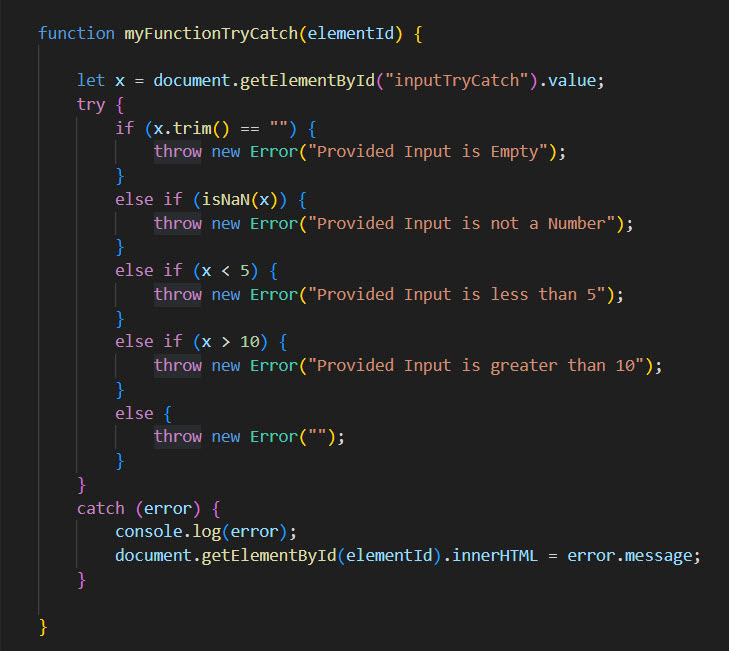 function myFunctionTryCatch(elementId) {
let x = document.getElementById("inputTryCatch").value;
try {
if (x.trim() == "") {
throw new Error("Provided Input is Empty");
}
else if (isNaN(x)) {
throw new Error("Provided Input is not a Number");
}
else if (x < 5) {
throw new Error("Provided Input is less than 5");
}
else if (x > 10) {
throw new Error("Provided Input is greater than 10");
}
else {
throw new Error("");
}
}
catch (error) {
console.log(error);
document.getElementById(elementId).innerHTML = error.message;
}
}